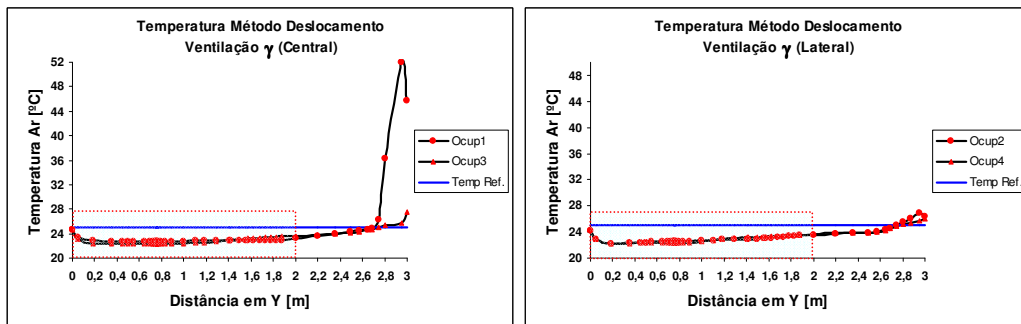 Temperatura Método Deslocamento
Ventilação γ (Central)
Temperatura Ar [ºC]
52
48
44
40
36
32
28
24
20
0 0,2 0,4 0,6 0,8 1 1,2 1,4 1,6 1,8 2 2,2 2,4 2,6 2,8 3
Distância em Y [m]
Ocup1
Ocup3
Temp Ref.
Temperatura Método Deslocamento
Ventilação γ (Lateral)
Temperatura Ar [ºC]
48
44
40
36
32
28
24
20
0 0,2 0,4 0,6 0,8 1 1,2 1,4 1,6 1,8 2 2,2 2,4 2,6 2,8 3
Distância em Y [m]
Ocup2
Ocup4
Temp Ref.